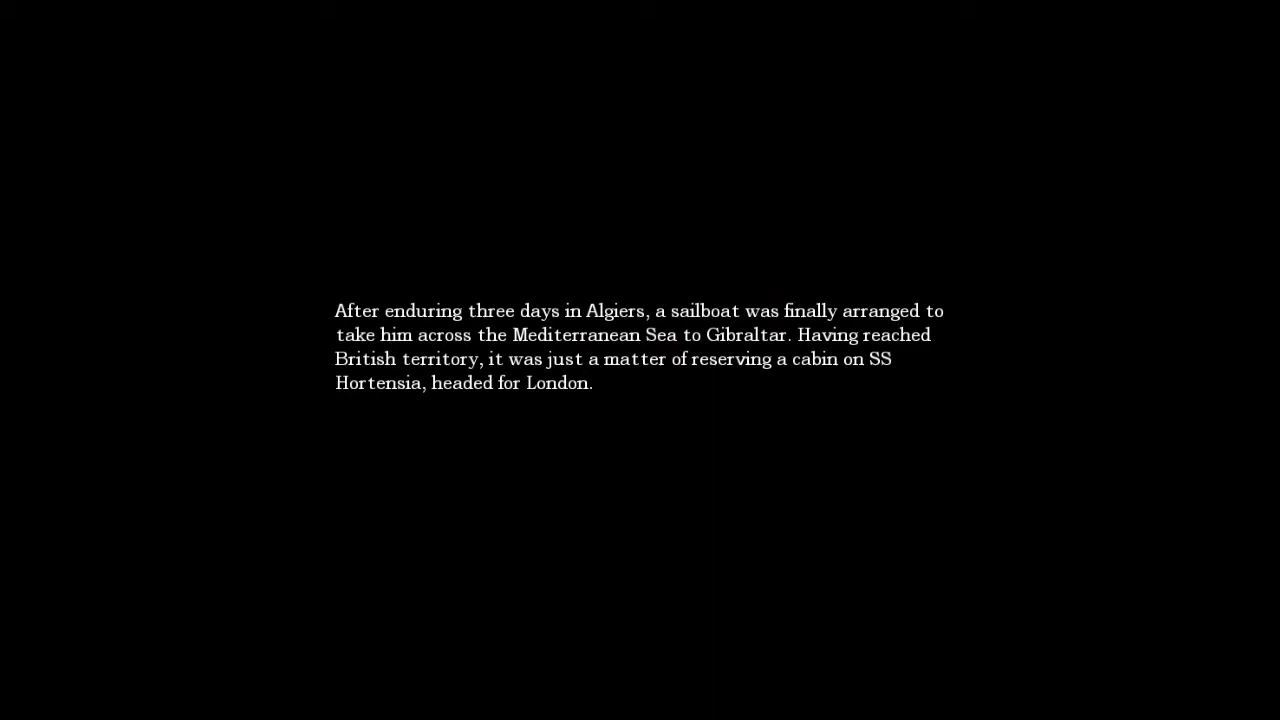 After enduring three days in Algiers, a sailboat was finally arranged to
take him across the Mediterranean Sea to Gibraltar. Having reached
British territory, it was just a matter of reserving a cabin on SS
Hortensia, headed for London.